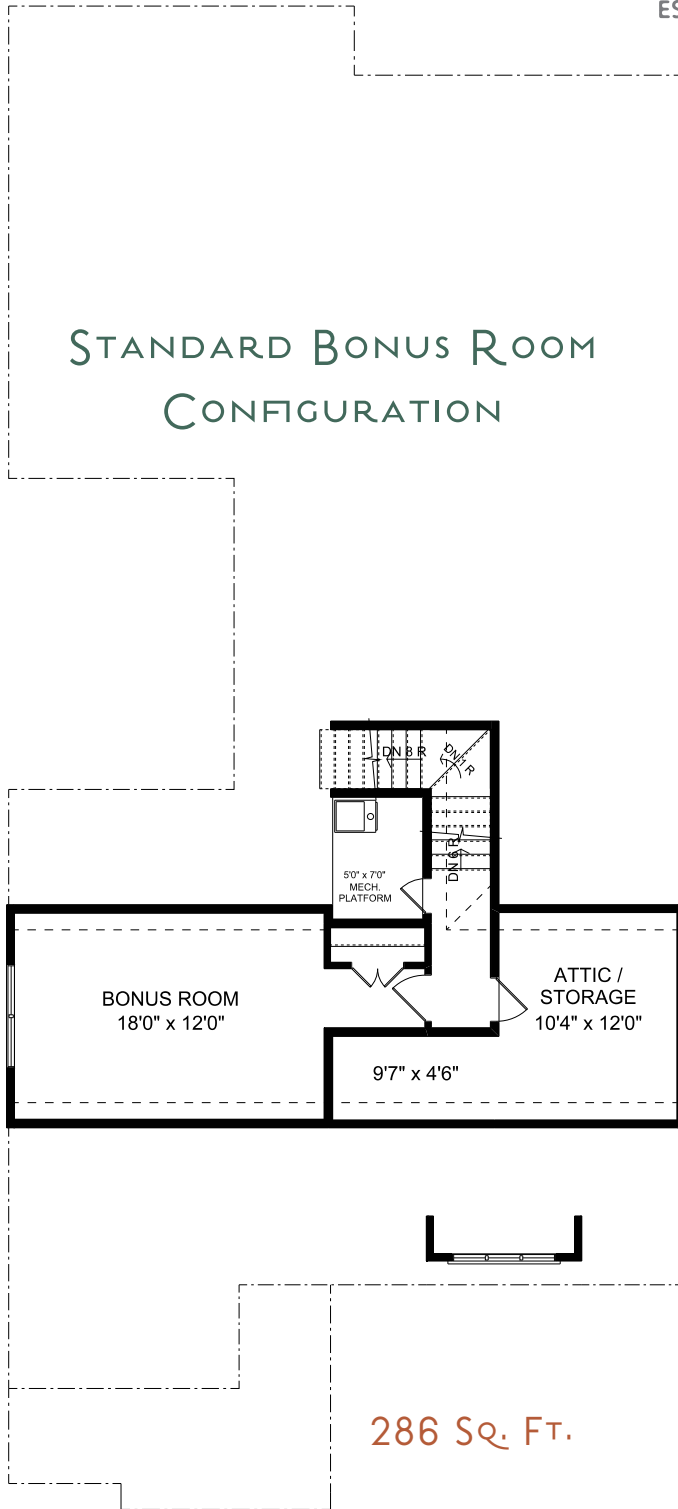 ES
STANDARD BONUS ROOM
CONFIGURATION
DN 8 R
DN 1 R
DN 6 R
5'0" x 7'0"
MECH.
PLATFORM
BONUS ROOM
18'0" x 12'0"
ATTIC /
STORAGE
10'4" x 12'0"
9'7" x 4'6"
286 SQ. FT.